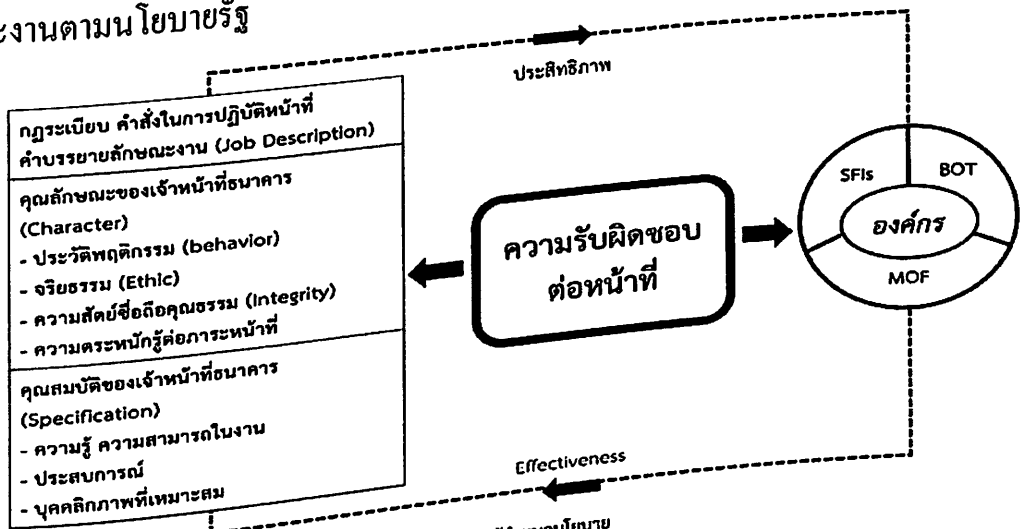 ะงานตามนโยบายรัฐ
ประสิทธิภาพ
กฎระเบียบ คำสั่งในการปฏิบัติหน้าที่
คำบรรยายลักษณะงาน (Job Description)
คุณลักษณะของเจ้าหน้าที่ธนาคาร
(Character)
- ประวัติพฤติกรรม (behavior)
- จริยธรรม (Ethic)
- ความสัตย์ซื่อถือคุณธรรม (Integrity)
- ความตระหนักรู้ต่อภาระหน้าที่
คุณสมบัติของเจ้าหน้าที่ธนาคาร
(Specification)
- ความรู้ ความสามารถในงาน
- ประสบการณ์
- บุคคลิกภาพที่เหมาะสม
ความรับผิดชอบ
ต่อหน้าที่
SFIs
BOT
องค์กร
MOF
Effectiveness